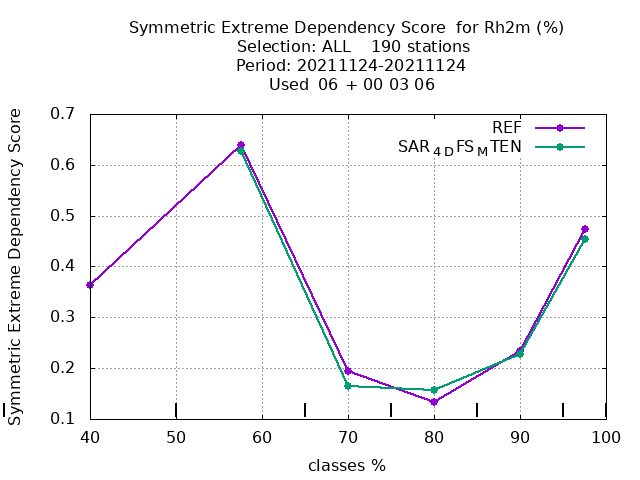 Symmetric Extreme Dependency Score  for Rh2m (%)
Selection: ALL    190 stations
Period: 20211124-20211124
Used  06 + 00 03 06
Symmetric Extreme Dependency Score
0.7
0.6
0.5
0.4
0.3
0.2
0.1
REF
SAR4DFSMTEN
40 50 60 70 80 90 100
classes %